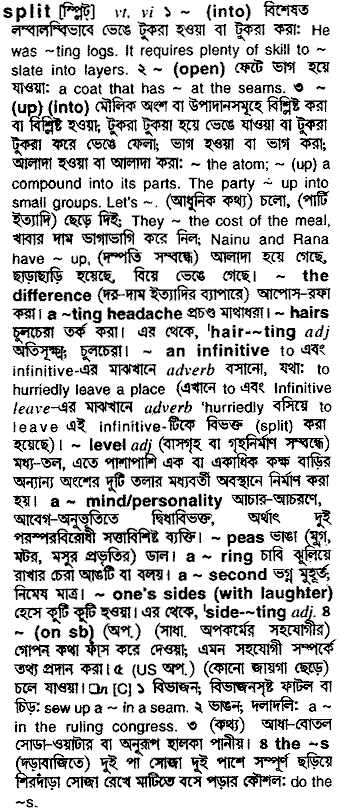 split [স্প্লিট্] vt, vi ১ ~ (into) বিশেষত
লম্বালম্বিভাবে ভেঙে টুকরা হওয়া বা টুকরা করা: He
was ~ting logs. It requires plenty of skill to ~
slate into layers. ২ ~ (open) ফেটে ভাগ হয়ে
যাওয়া: a coat that has ~ at the seams. ৩ ~
(up) (into) মৌলিক অংশ বা উপাদানসমূহে বিশ্লিষ্ট করা
বা বিশ্লিষ্ট হওয়া; টুকরা টুকরা হয়ে ভেঙে যাওয়া বা টুকরা
টুকরা করে ভেঙে ফেলা; ভাগ হওয়া বা ভাগ করা;
আলাদা হওয়া বা আলাদা করা: ~ the atom; ~ (up) a
compound into its parts. The party ~ up into
small groups. Let's ~. (আধুনিক কথ্য) চলো, (পার্টি
ইত্যাদি) ছেড়ে দিই; They ~ the cost of the meal,
খাবার দাম ভাগাভাগি করে নিল; Nainu and Rana
have ~ up, (দম্পতি সম্বন্ধে) আলাদা হয়ে গেছে,
ছাড়াছাড়ি হয়েছে, বিয়ে ভেঙে গেছে। ~ the
difference (দর-দাম ইত্যাদির ব্যাপারে) আপোস-রফা
করা। a ~ting headache প্রচণ্ড মাথাধরা। ~ hairs
চুলচেরা তর্ক করা। এর থেকে, 'hair-~ting adj
অতিসূক্ষ্ম; চুলচেরা। ~ an infinitive to এবং
infinitive-এর মাঝখানে adverb বসানো, যথা: to
hurriedly leave a place (এখানে to এবং Infinitive
leave-এর মাঝখানে adverb 'hurriedly বসিয়ে to
leave এই infinitive-টিকে বিভক্ত (split) করা
হয়েছে)। ~ level adj (বাসগৃহ বা গৃহনির্মাণ সম্বন্ধে)
মধ্য-তল, এতে পাশাপাশি এক বা একাধিক কক্ষ বাড়ির
অন্যান্য অংশের দুটি তলার মধ্যবর্তী অবস্থানে নির্মাণ করা
হয়। a ~ mind/personality আচার-আচরণে,
আবেগ-অনুভূতিতে দ্বিধাবিভক্ত, অর্থাৎ দুই
পরস্পরবিরোধী সত্তাবিশিষ্ট ব্যক্তি। ~ peas ভাঙা (মুগ,
মটর, মসুর প্রভৃতির) ডাল। a ~ ring চাবি ঝুলিয়ে
রাখার চেরা আঙটি বা বলয়। a ~ second ভগ্ন মুহূর্ত;
নিমেষ মাত্র। ~ one's sides (with laughter)
হেসে কুটি কুটি হওয়া। এর থেকে, 'side-~ting adj. ৪
~ (on sb) (অপ.) (সাধা. অপকর্মের সহযোগীর)
গোপন কথা ফাঁস করে দেওয়া; এমন সহযোগী সম্পর্কে
তথ্য প্রদান করা। ৫ (US অপ.) (কোনো জায়গা ছেড়ে)
চলে যাওয়া। □n [C] ১ বিভাজন; বিভাজনসৃষ্ট ফাটল বা
চিড়: sew up a ~ in a seam. ২ ভাঙন; দলাদলি: a ~
in the ruling congress. ৩ (কথ্য) আধা-বোতল
সোডা-ওয়াটার বা অনুরূপ হালকা পানীয়। ৪ the ~s
(দড়াবাজিতে) দুই পা সোজা দুই পাশে সম্পূর্ণ ছড়িয়ে
শিরদাঁড়া সোজা রেখে মাটিতে বসে পড়ার কৌশল: do the
~s.